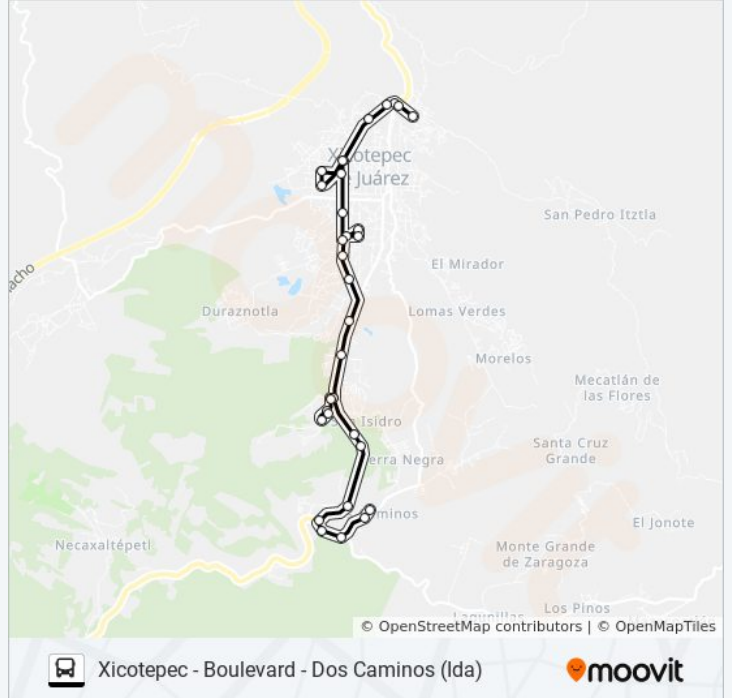 Xicotepec
Juárez
San Pedro Itztla
El Mirador
acho
Duraznotla
Lomas Verdes
Morelos
Mecatlán de
las Flores
Isidro
Santa Cruz
Grande
erra Negra
minos
El Jonote
Necaxaltépetl
Monte Grande
de Zaragoza
Los Pinos
© OpenStreetMap contributors | © OpenMapTiles
Xicotepec - Boulevard - Dos Caminos (Ida)
moovit